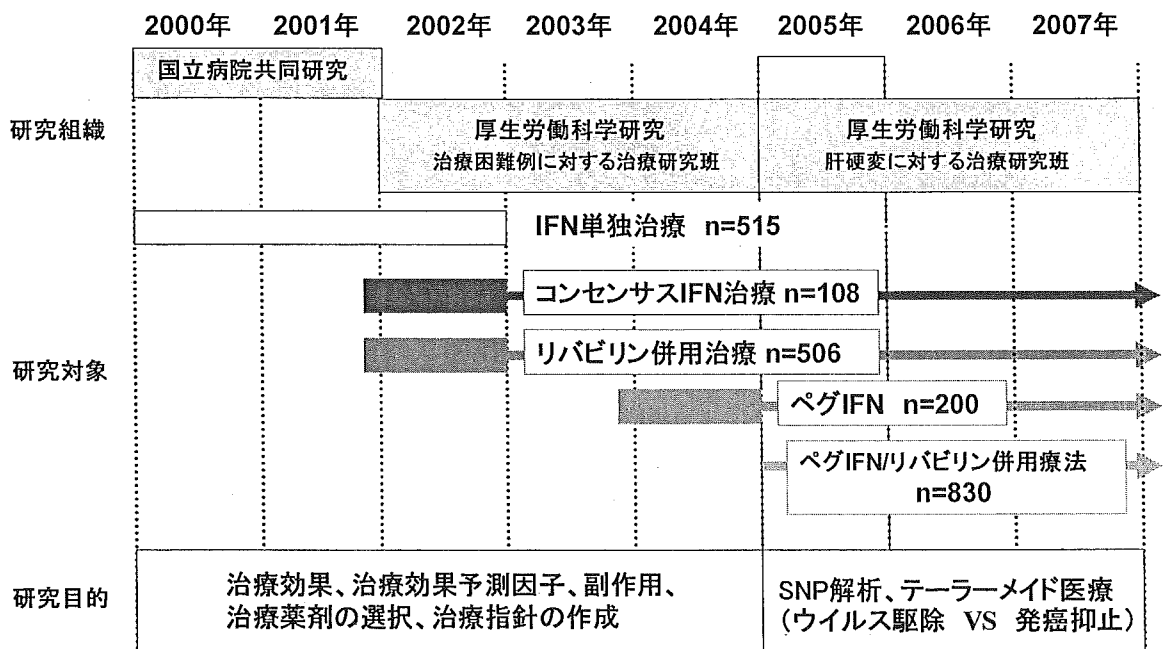 2000年 2001年 2002年 2003年 2004年 2005年 2006年 2007年
国立病院共同研究
研究組織
厚生労働科学研究
治療困難例に対する治療研究班
厚生労働科学研究
肝硬変に対する治療研究班
IFN単独治療 n=515
コンセンサスIFN治療 n=108
リバビリン併用治療 n=506
研究対象
ペグIFN n=200
ペグIFN/リバビリン併用療法
n=830
研究目的
治療効果、治療効果予測因子、副作用、
治療薬剤の選択、治療指針の作成
SNP解析、テーラーメイド医療
(ウイルス駆除 VS 発癌抑止)